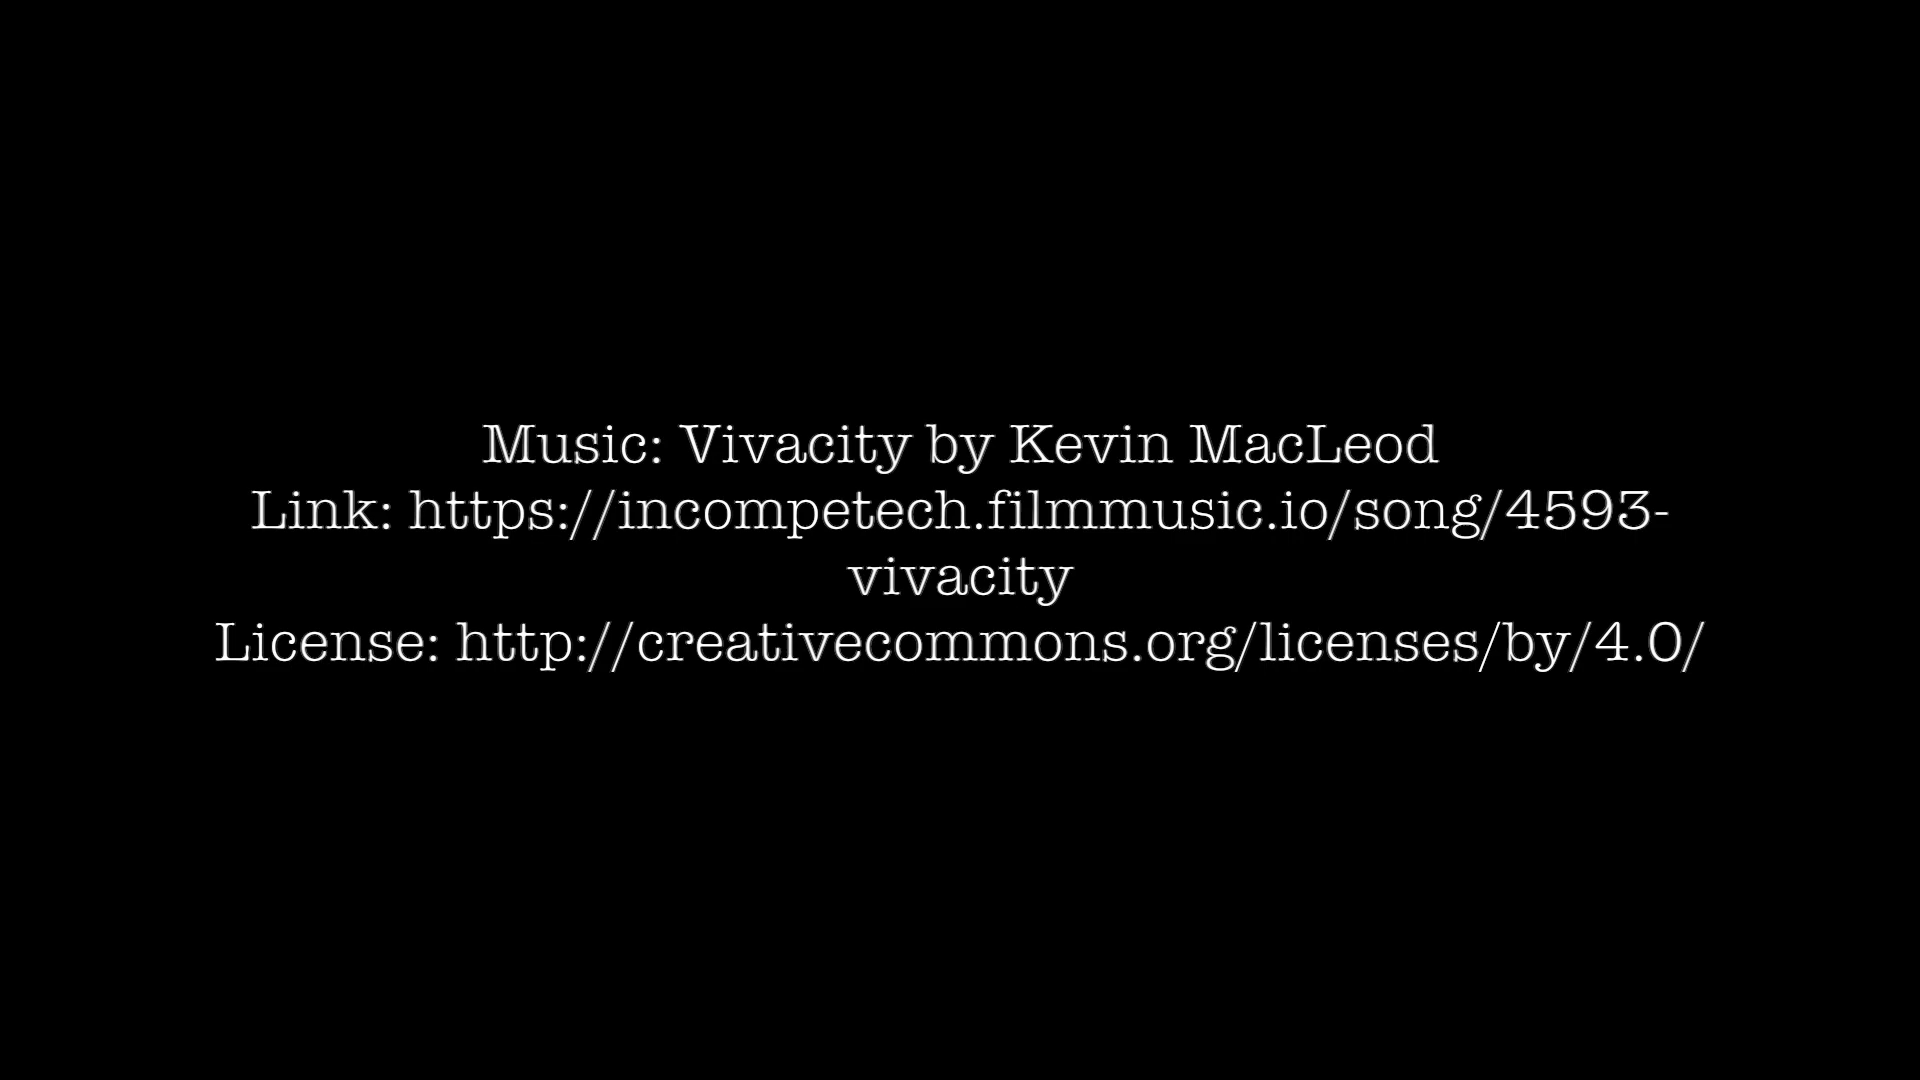 Music: Vivacity by Kevin MacLeod
Link: https://incompetech.filmmusic.io/song/4593-
vivacity
License: http://creativecommons.org/licenses/by/4.0/